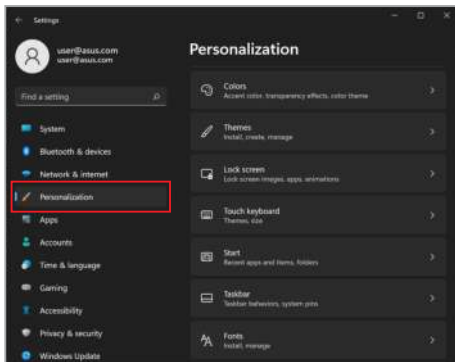 Settings
user@asus.com
user@asus.com
Find a setting
System
Bluetooth & devices
Network & internet
Personalization
Apps
Accounts
Time & language
Gaming
Accessibility
Privacy & security
Windows Update
Personalization
Colors
Accent color, transparency effects, color theme
Themes
Install, create, manage
Lock screen
Lock screen images, apps, animations
Touch keyboard
Themes, size
Start
Recent apps and items, folders
Taskbar
Taskbar behaviors, system pins
Fonts
Install, manage